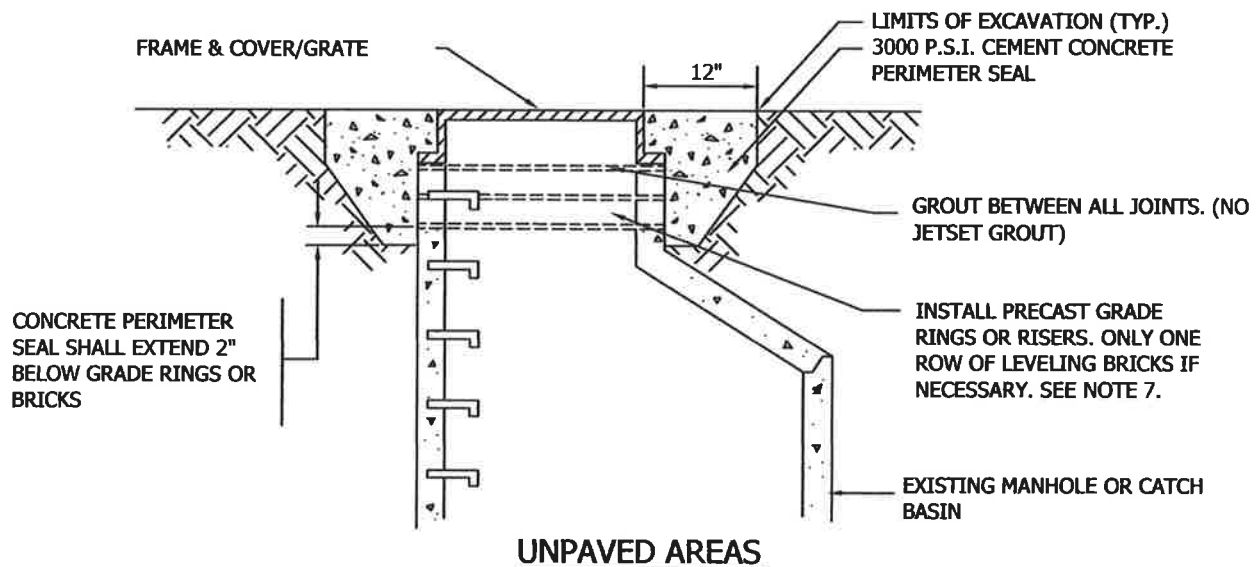 LIMITS OF EXCAVATION (TYP.)
FRAME & COVER/GRATE
3000 P.S.I. CEMENT CONCRETE
PERIMETER SEAL
12"
GROUT BETWEEN ALL JOINTS. (NO
JETSET GROUT)
CONCRETE PERIMETER
SEAL SHALL EXTEND 2"
BELOW GRADE RINGS OR
BRICKS
INSTALL PRECAST GRADE
RINGS OR RISERS. ONLY ONE
ROW OF LEVELING BRICKS IF
NECESSARY. SEE NOTE 7.
EXISTING MANHOLE OR CATCH
BASIN
UNPAVED AREAS